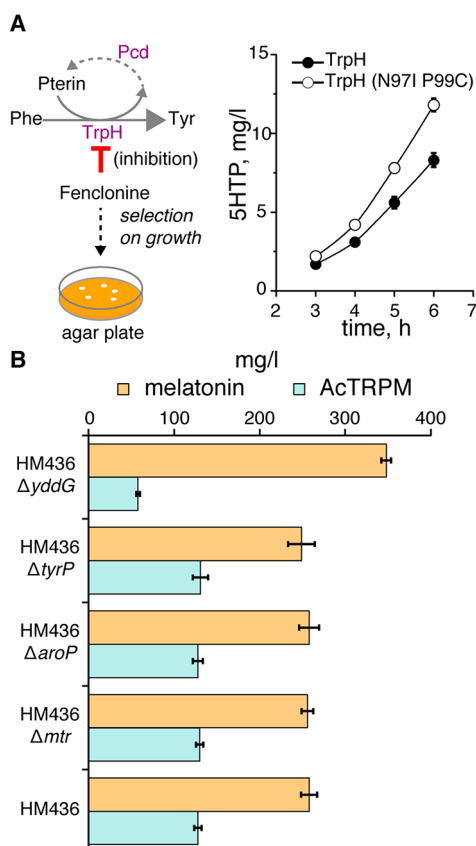 A
Pcd
Pterin
Phe
Tyr
TrpH
(inhibition)
Fenclonine
selection
on growth
agar plate
15
10
5
0
5HTP, mg/l
TrpH
TrpH (N97I P99C)
2 3 4 5 6 7
time, h
B
mg/l
melatonin AcTRPM
0 100 200 300 400
HM436
ΔyddG
HM436
ΔtyrP
HM436
ΔaroP
HM436
Δmtr
HM436